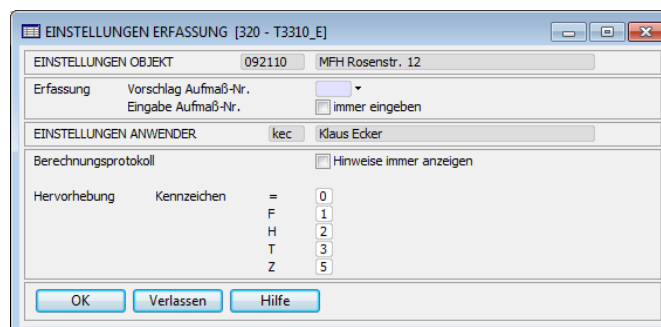 EINSTELLUNGEN ERFASSUNG [320 - T3310_E]
EINSTELLUNGEN OBJEKT 092110 MFH Rosenstr. 12
Erfassung Vorschlag Aufmaß-Nr.
Eingabe Aufmaß-Nr. immer eingeben
EINSTELLUNGEN ANWENDER kec Klaus Ecker
Berechnungsprotokoll Hinweise immer anzeigen
Hervorhebung Kennzeichen = 0
F 1
H 2
T 3
Z 5
OK Verlassen Hilfe